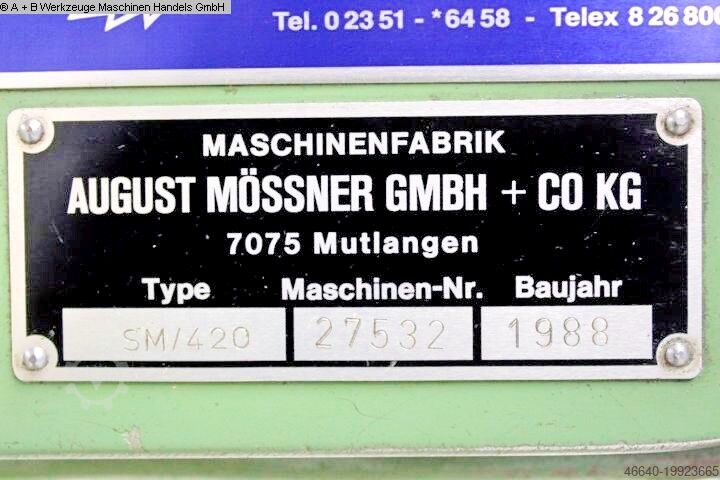 © A + B Werkzeuge Maschinen Handels GmbH
Tel. 0 23 51 - *64 58 - Telex 8 26 800
MASCHINENFABRIK
AUGUST MÖSSNER GMBH + CO KG
7075 Mutlangen
Type Maschinen-Nr. Baujahr
SM/420 27532 1988
46640-19923665